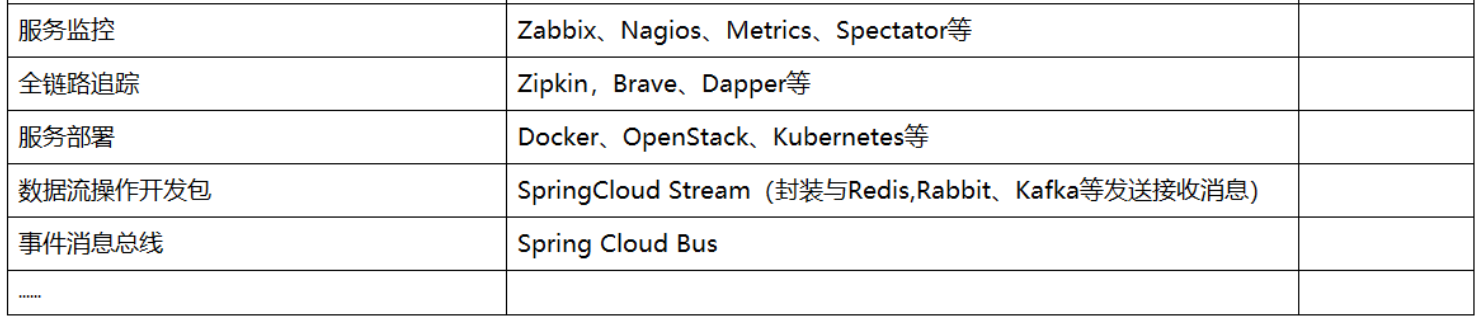 服务监控 Zabbix、Nagios、Metrics、Spectator等
全链路追踪 Zipkin，Brave、Dapper等
服务部署 Docker、OpenStack、Kubernetes等
数据流操作开发包 SpringCloud Stream（封装与Redis,Rabbit、Kafka等发送接收消息）
事件消息总线 Spring Cloud Bus
......